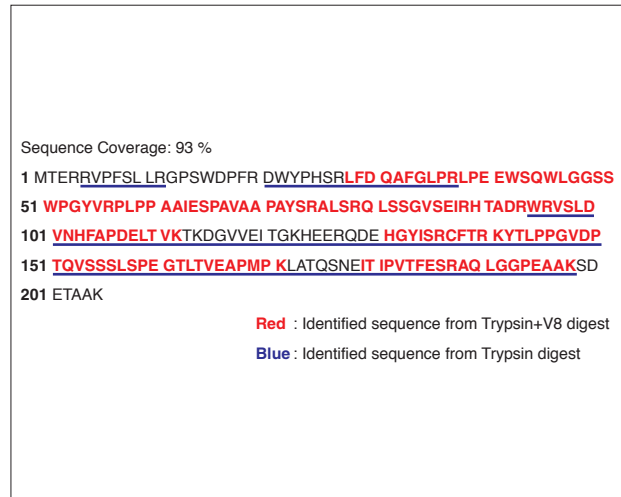 Sequence Coverage: 93 %
1 MTERRVPFSL LRGPSWDPFR DWYPHSRLFD QAFGLPRLPE EWSQWLGGSS
51 WPGYVRPLPP AAIESPAVAA PAYSRALSRQ LSSGVSEIRH TADRWRVSLD
101 VNHFAPDELT VKTKDGVVEI TGKHEERQDE HGYISRCFTR KYTLPPGVDP
151 TQVSSSLSPE GTLTVEAPMP KLATQSNEIT IPVTFESRAQ LGGPEAAKSD
201 ETAAK
Red : Identified sequence from Trypsin+V8 digest
Blue : Identified sequence from Trypsin digest